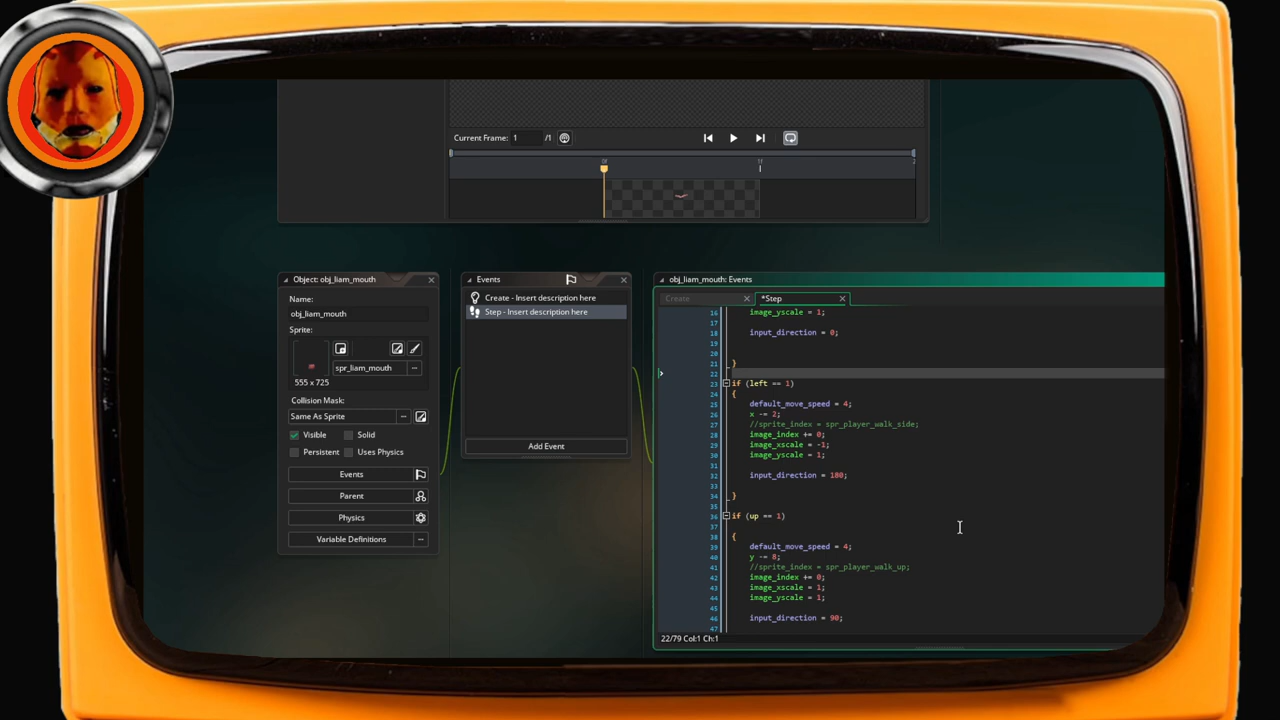 Current Frame: 1 /1
0f 1f 2
Object: obj_liam_mouth
Name:
obj_liam_mouth
Sprite:
spr_liam_mouth
555 x 725
Collision Mask:
Same As Sprite
Visible Solid
Persistent Uses Physics
Events
Parent
Physics
Variable Definitions
Events
Create - Insert description here
Step - Insert description here
Add Event
obj_liam_mouth: Events
Create *Step
16 image_yscale = 1;
17
18 input_direction = 0;
19
20
21 }
22
23 if (left == 1)
24 {
25 default_move_speed = 4;
26 x -= 2;
27 //sprite_index = spr_player_walk_side;
28 image_index += 0;
29 image_xscale = -1;
30 image_yscale = 1;
31
32 input_direction = 180;
33
34 }
35
36 if (up == 1)
37
38 {
39 default_move_speed = 4;
40 y -= 8;
41 //sprite_index = spr_player_walk_up;
42 image_index += 0;
43 image_xscale = 1;
44 image_yscale = 1;
45
46 input_direction = 90;
47
22/79 Col:1 Ch:1